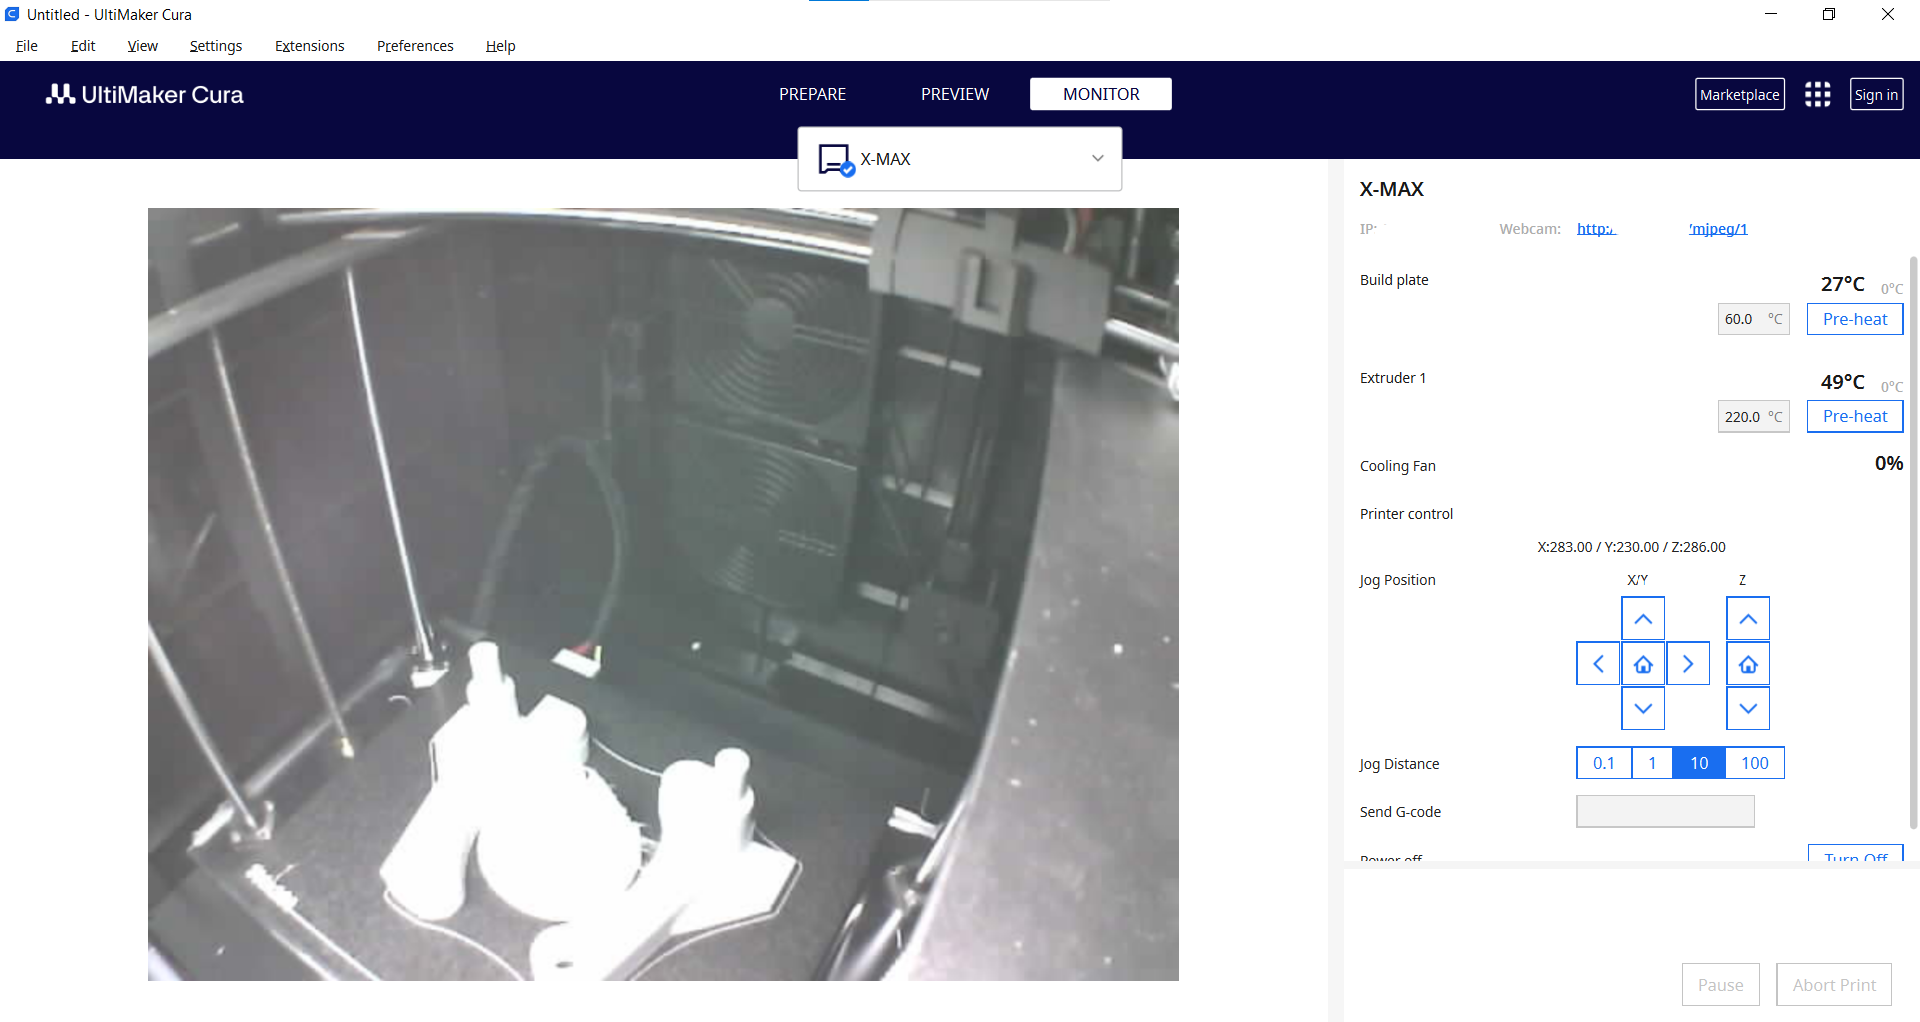 Untitled - UltiMaker Cura
File Edit View Settings Extensions Preferences Help
UltiMaker Cura
PREPARE PREVIEW MONITOR
Marketplace Sign in
X-MAX
X-MAX
IP: Webcam: http:/ /mjpeg/1
Build plate 27°C 0°C
60.0 °C Pre-heat
Extruder 1 49°C 0°C
220.0 °C Pre-heat
Cooling Fan 0%
Printer control
X:283.00 / Y:230.00 / Z:286.00
Jog Position X/Y Z
Jog Distance 0.1 1 10 100
Send G-code
Power off Turn Off
Pause Abort Print